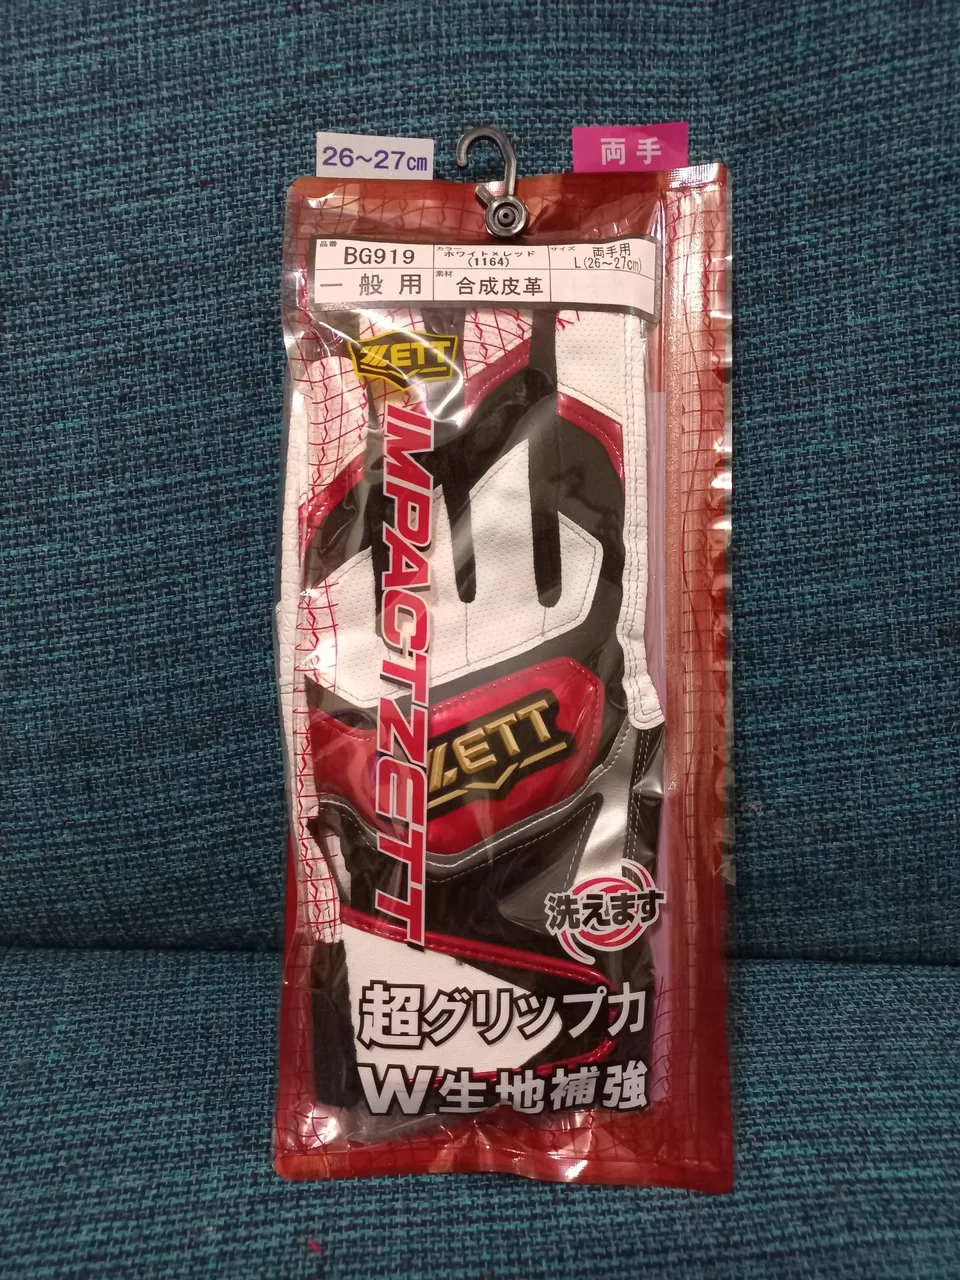 26～27cm
両手
品番
BG919
カラー
ホワイト×レッド
(1164)
サイズ
両手用
L(26～27cm)
一般用
素材
合成皮革
ZETT
IMPACTZETT
ZETT
洗えます
超グリップ力
W生地補強